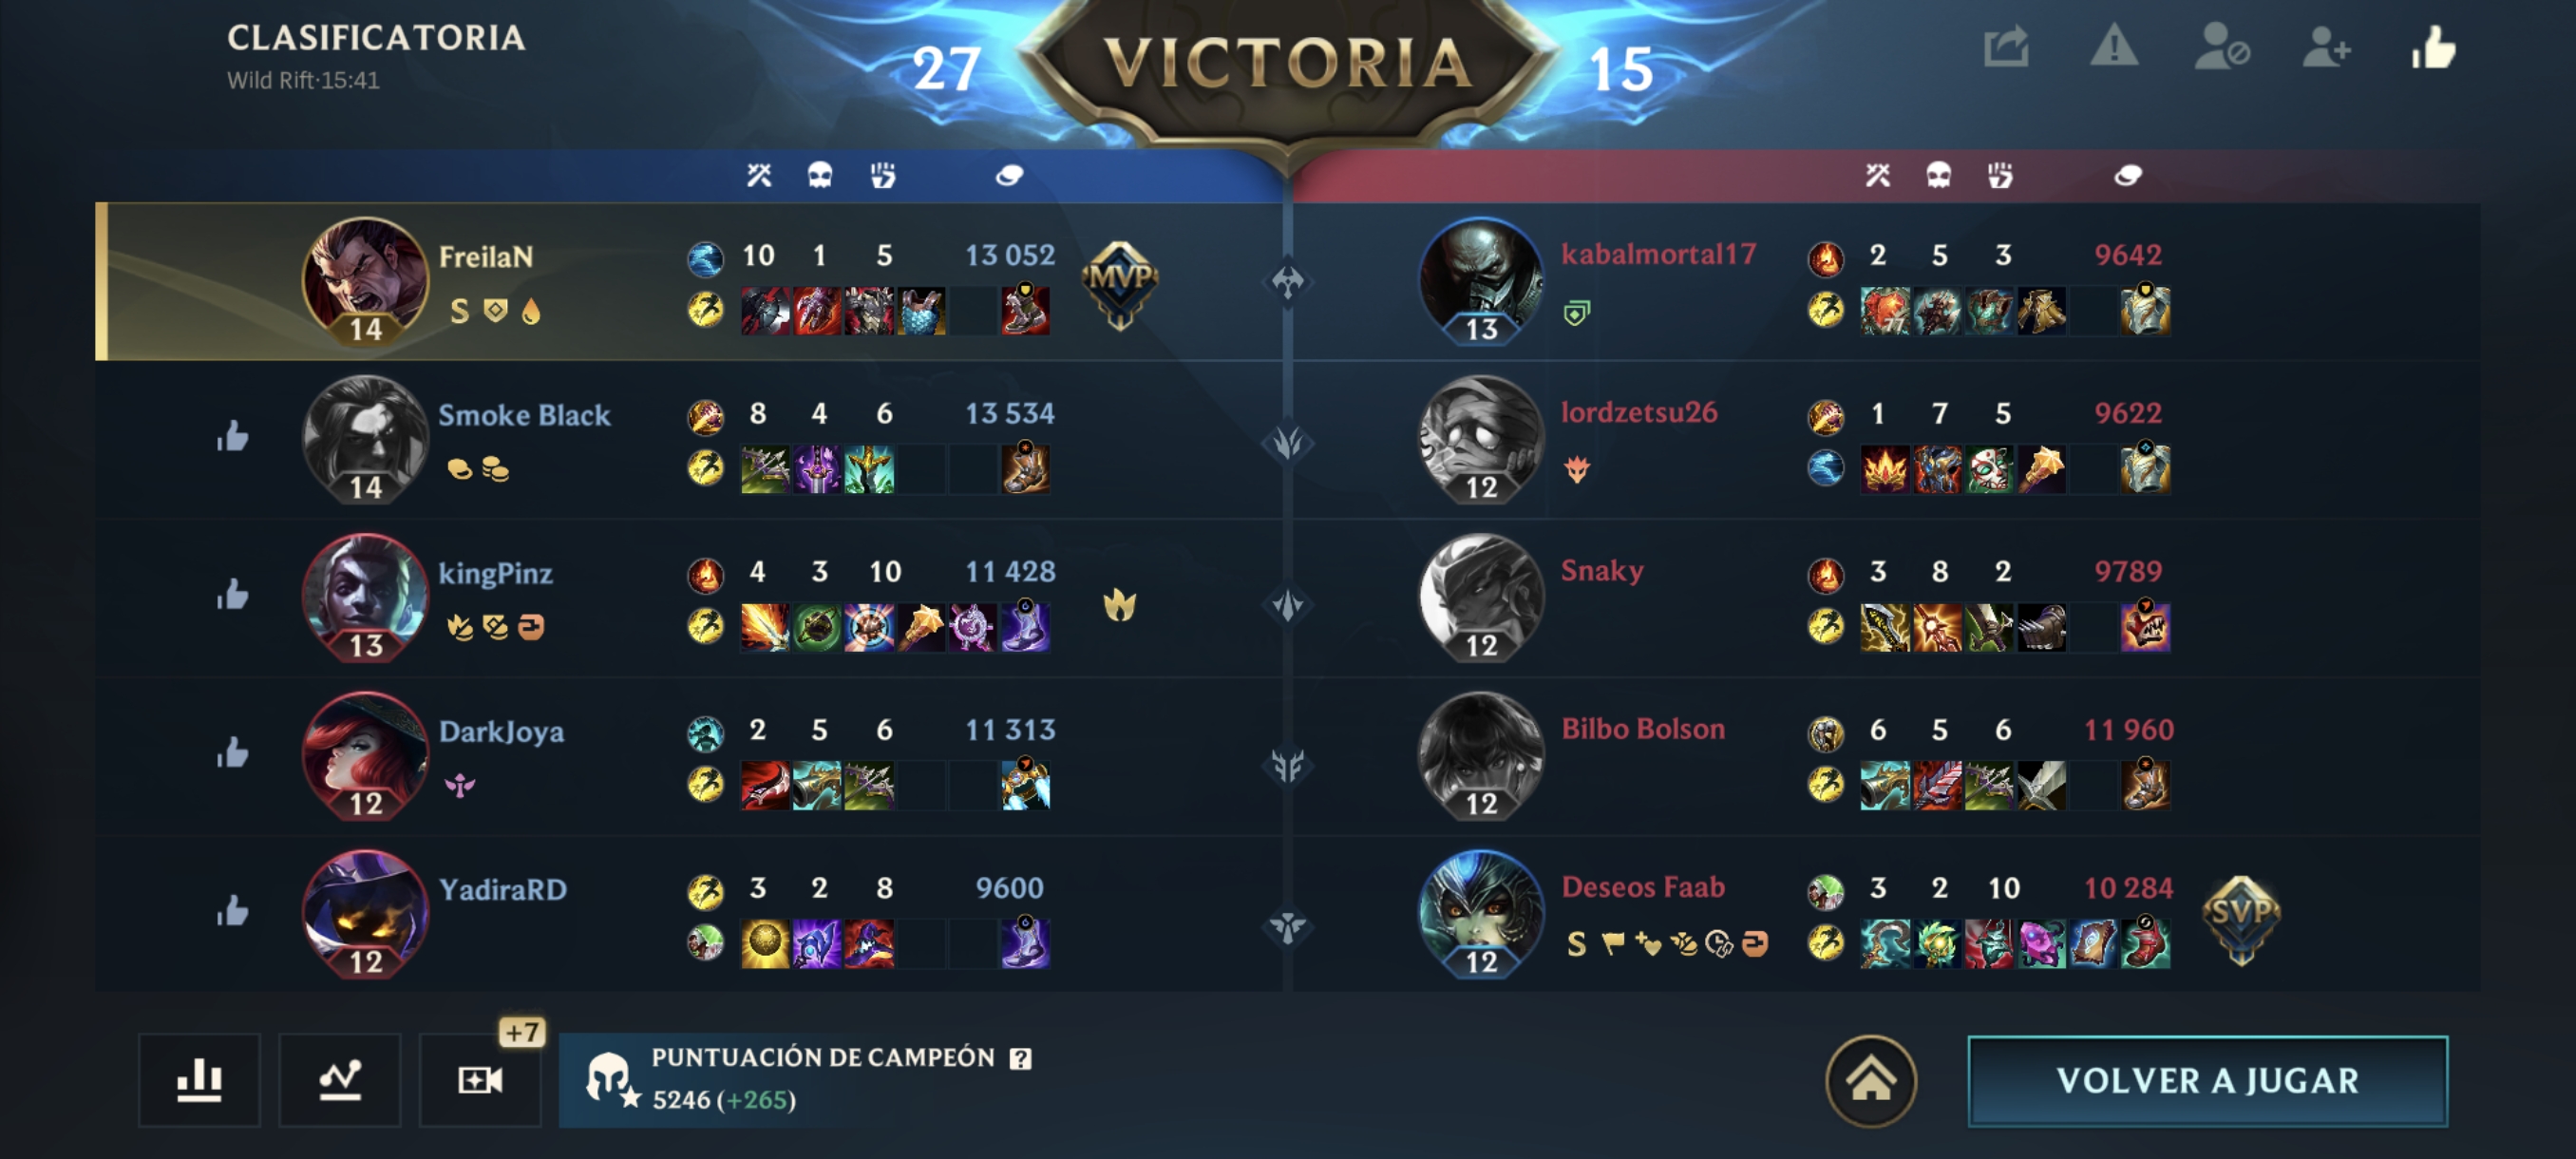 CLASIFICATORIA
Wild Rift·15:41
27
VICTORIA
15
FreilaN
10 1 5 13 052
MVP
14
kabalmortal17
2 5 3 9642
77
13
Smoke Black
8 4 6 13 534
14
lordzetsu26
1 7 5 9622
12
kingPinz
4 3 10 11 428
13
Snaky
3 8 2 9789
12
DarkJoya
2 5 6 11 313
12
Bilbo Bolson
6 5 6 11 960
12
YadiraRD
3 2 8 9600
12
Deseos Faab
3 2 10 10 284
S
SVP
12
+7
PUNTUACIÓN DE CAMPEÓN ?
5246 (+265)
VOLVER A JUGAR